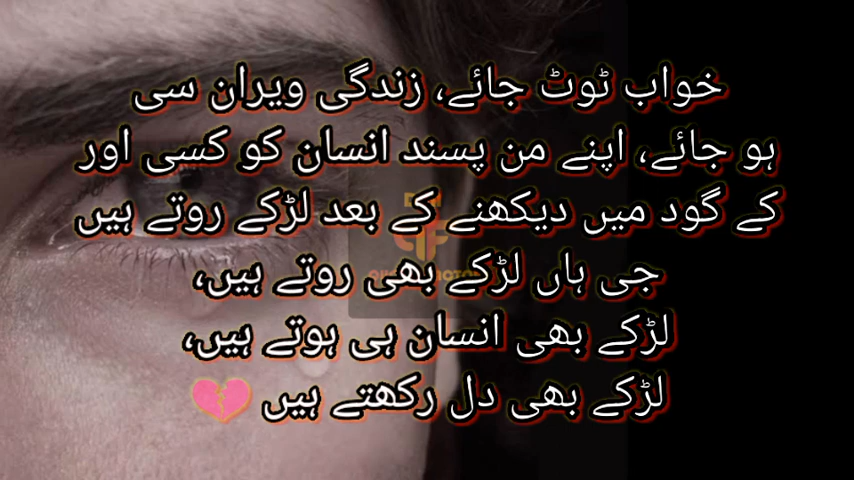 خواب ٹوٹ جائے، زندگی ویران سی
ہو جائے، اپنے من پسند انسان کو کسی اور
کے گود میں دیکھنے کے بعد لڑکے روتے ہیں
جی ہاں لڑکے بھی روتے ہیں،
لڑکے بھی انسان ہی ہوتے ہیں،
لڑکے بھی دل رکھتے ہیں 💔